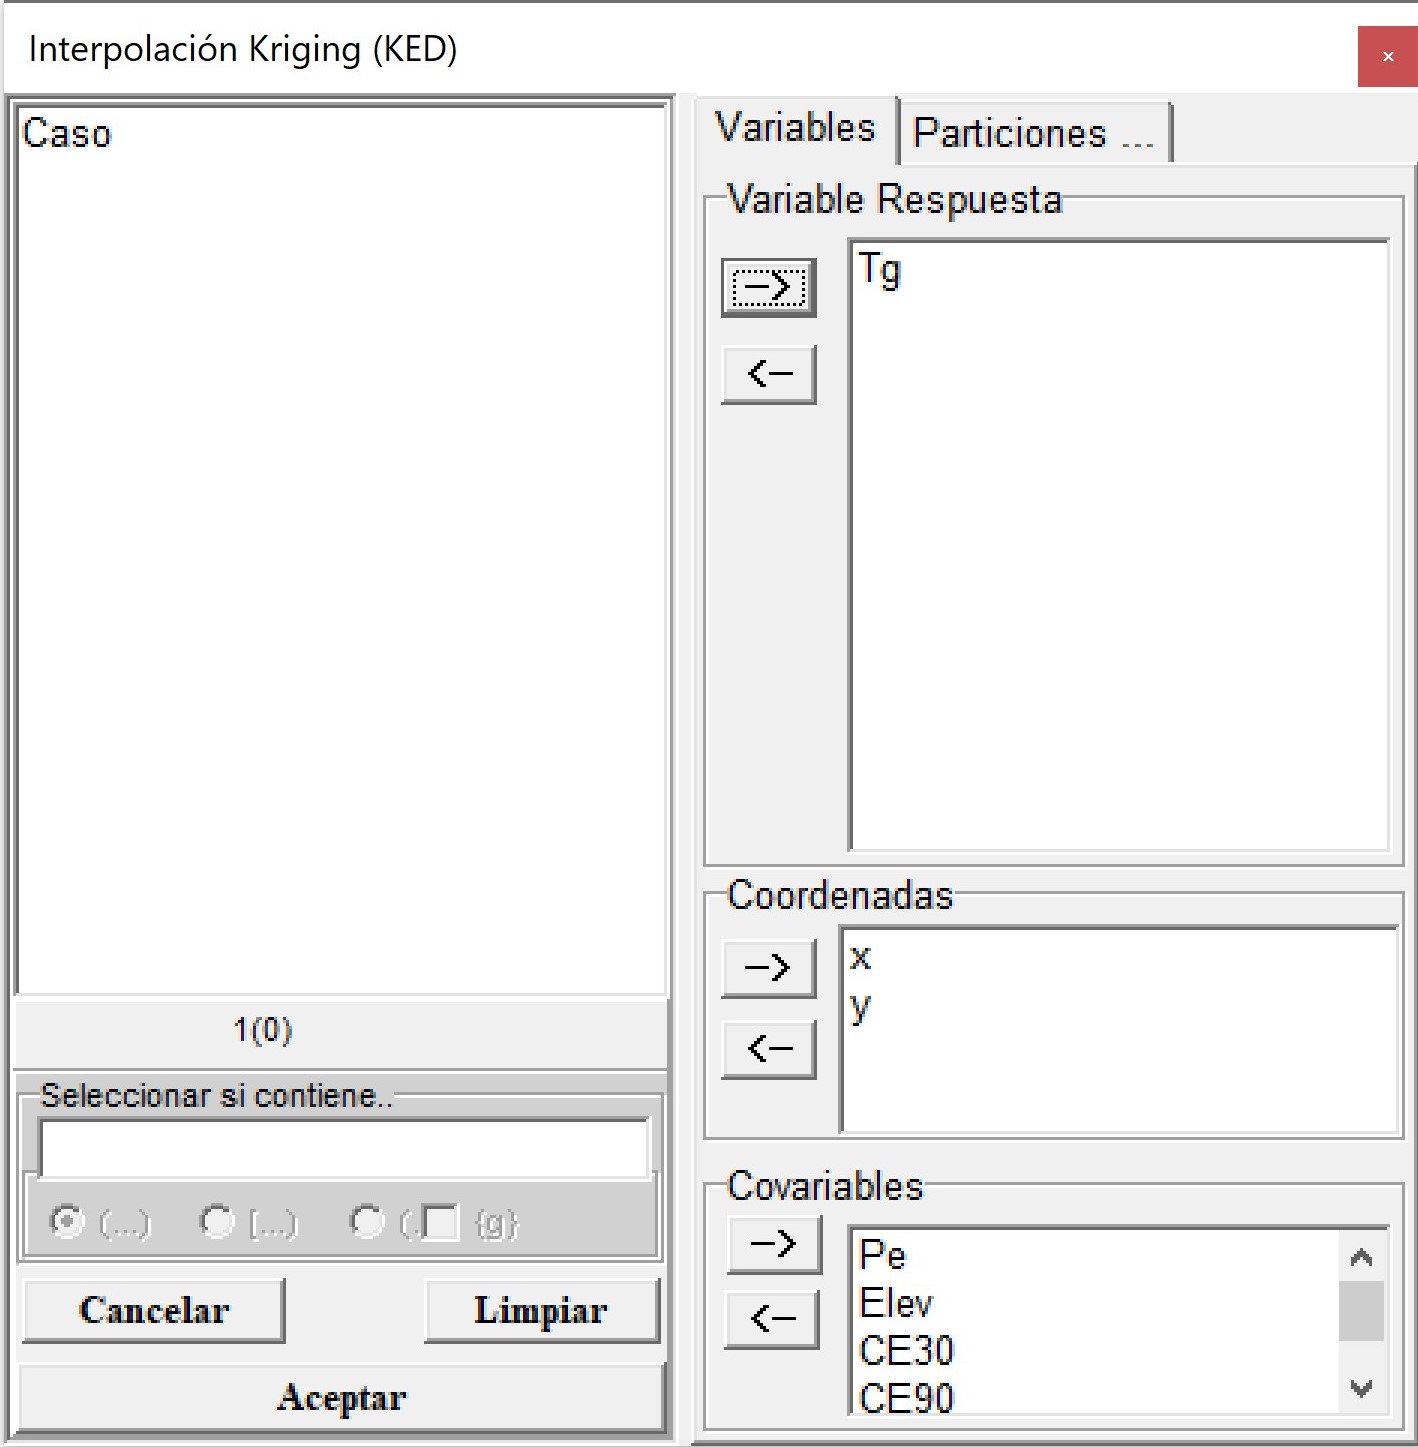 Interpolación Kriging (KED)
x
Caso
1(0)
Seleccionar si contiene..
(...) [...) (. {g}
Cancelar Limpiar
Aceptar
Variables Particiones ...
Variable Respuesta
-->
Tg
<--
Coordenadas
-->
x
y
<--
Covariables
-->
Pe
Elev
<--
CE30
CE90